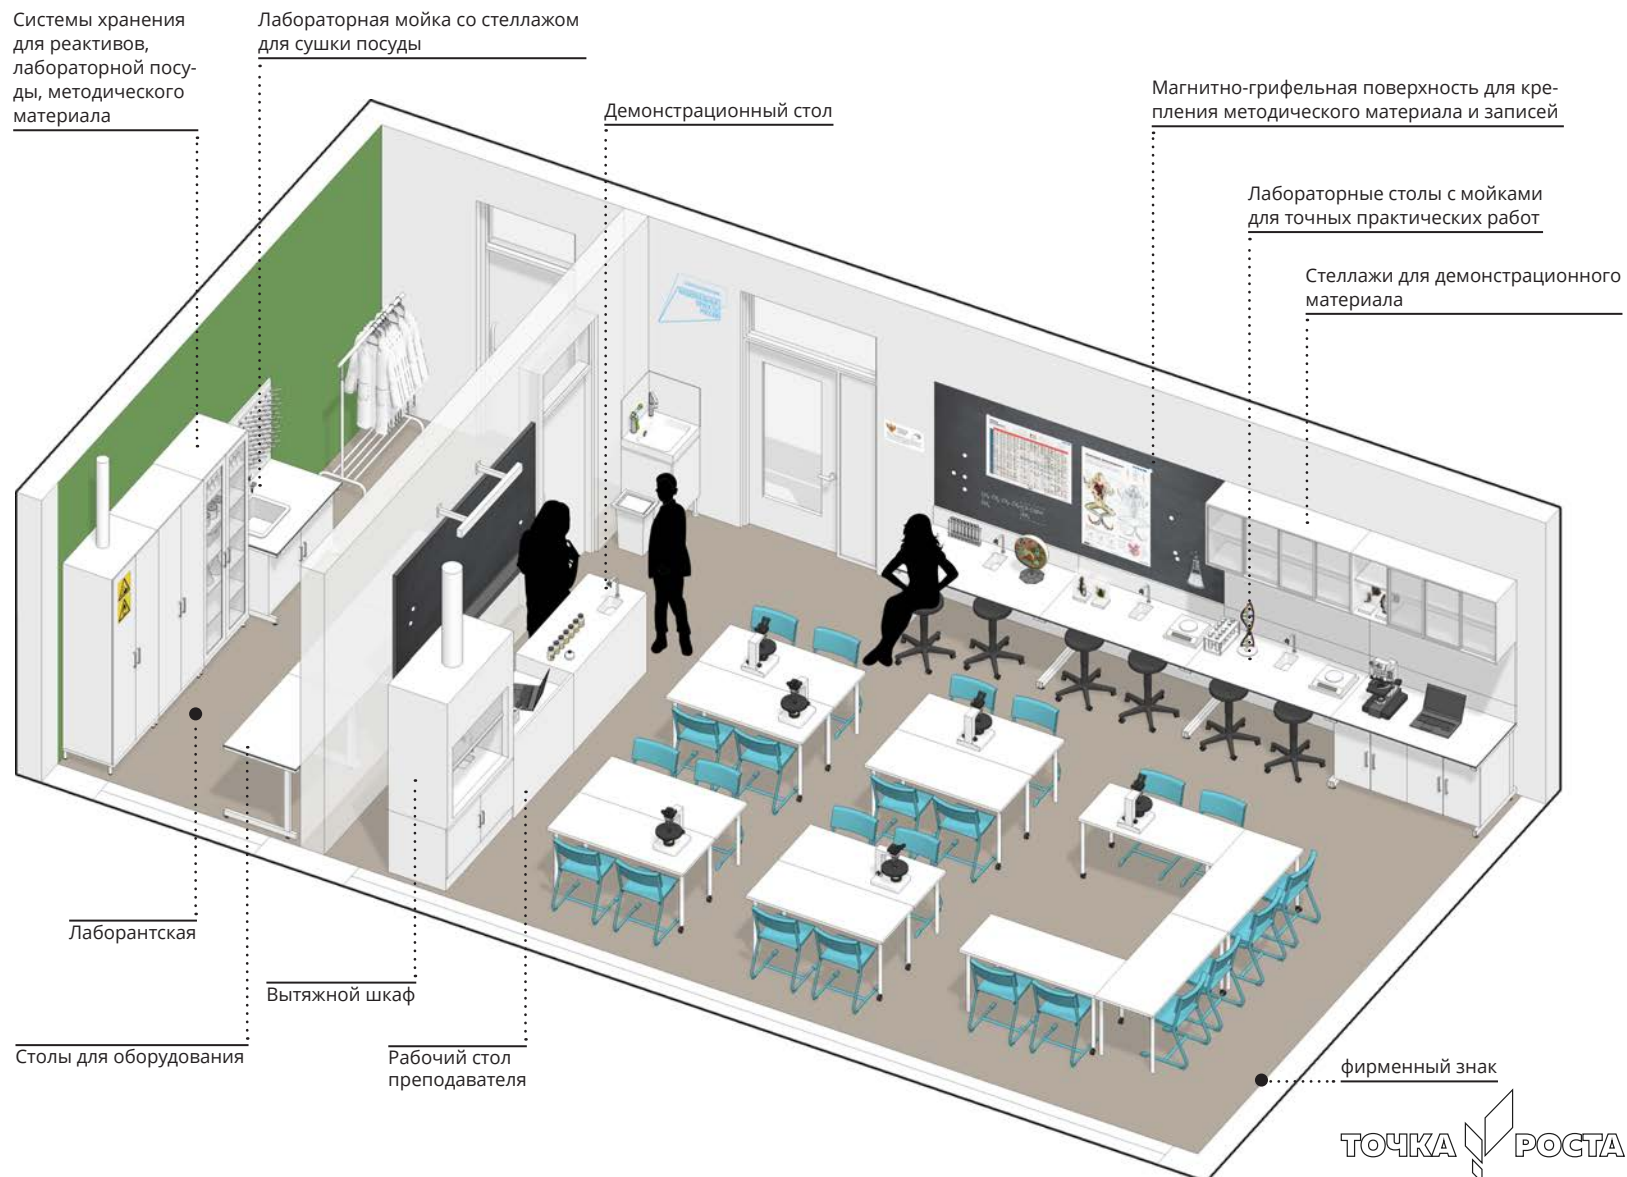 Системы хранения
для реактивов,
лабораторной посу-
ды, методического
материала
Лабораторная мойка со стеллажом
для сушки посуды
Демонстрационный стол
Магнитно-грифельная поверхность для кре-
пления методического материала и записей
Лабораторные столы с мойками
для точных практических работ
Стеллажи для демонстрационного
материала
Лаборантская
Вытяжной шкаф
Столы для оборудования
Рабочий стол
преподавателя
фирменный знак
ТОЧКА РОСТА